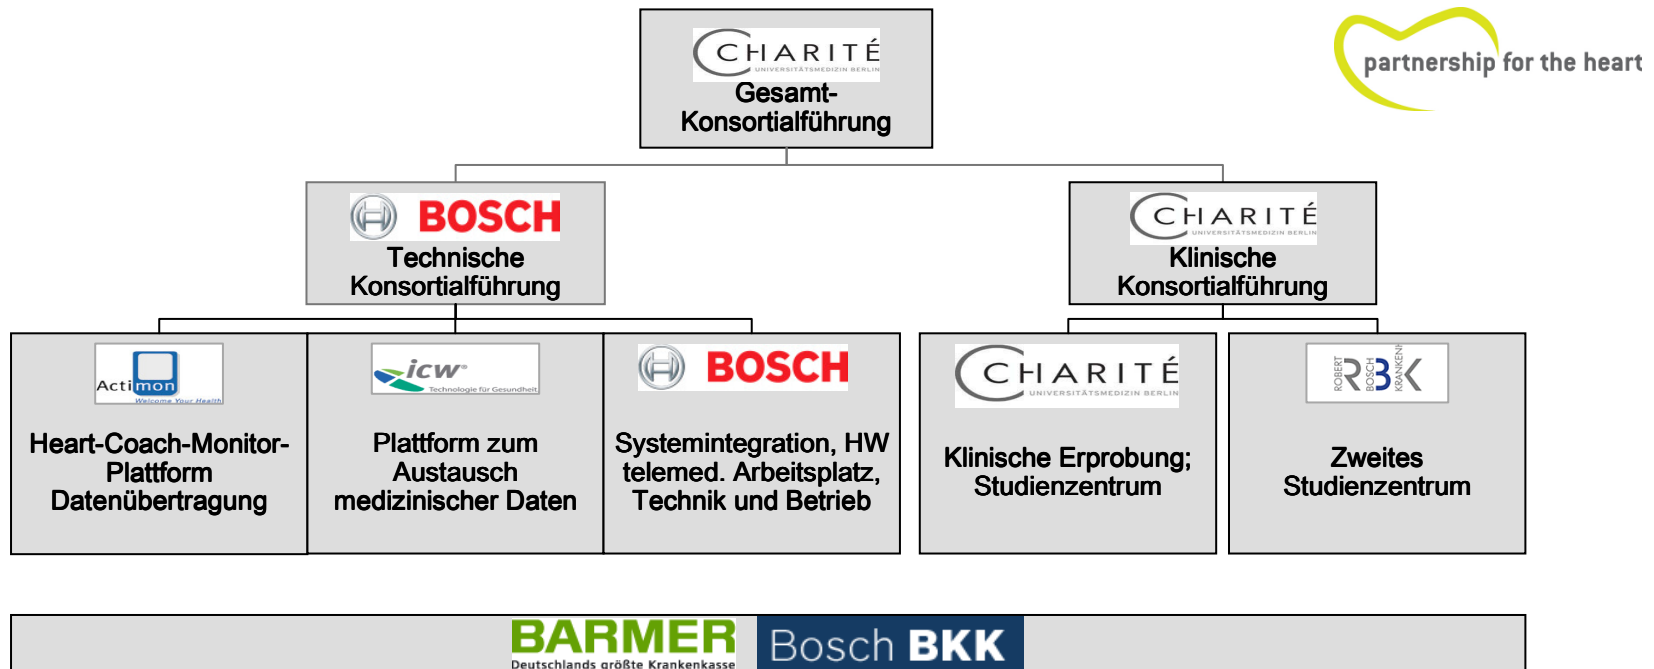 CHARITÉ
UNIVERSITÄTSMEDIZIN BERLIN
Gesamt-
Konsortialführung
partnership for the heart
BOSCH
Technische
Konsortialführung
CHARITÉ
UNIVERSITÄTSMEDIZIN BERLIN
Klinische
Konsortialführung
Actimon
Welcome Your Health
Heart-Coach-Monitor-
Plattform
Datenübertragung
icw
Technologie für Gesundheit
Plattform zum
Austausch
medizinischer Daten
BOSCH
Systemintegration, HW
telemed. Arbeitsplatz,
Technik und Betrieb
CHARITÉ
UNIVERSITÄTSMEDIZIN BERLIN
Klinische Erprobung;
Studienzentrum
ROBERT
BOSCH
KRANKENH
RBK
Zweites
Studienzentrum
BARMER
Deutschlands größte Krankenkasse
Bosch BKK